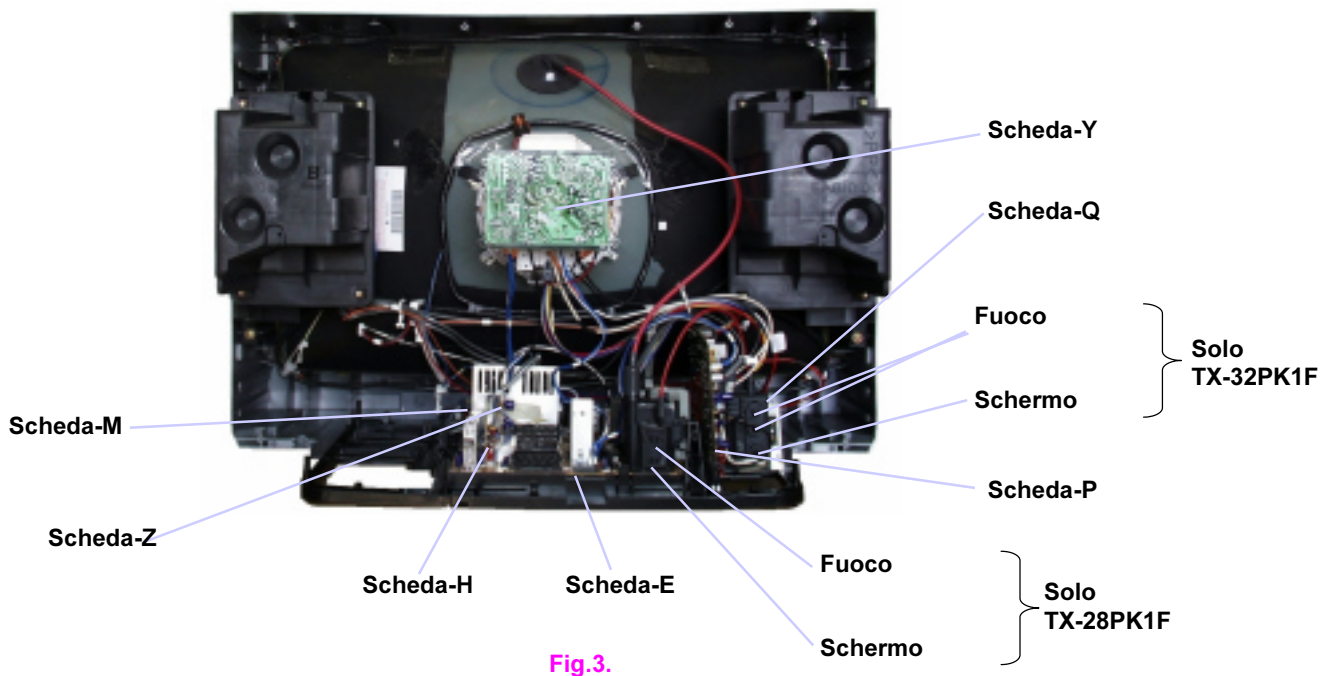 Scheda-Y
Scheda-Q
Fuoco
Solo
TX-32PK1F
Schermo
Scheda-M
Scheda-P
Scheda-Z
Fuoco
Scheda-H
Scheda-E
Solo
TX-28PK1F
Schermo
Fig.3.